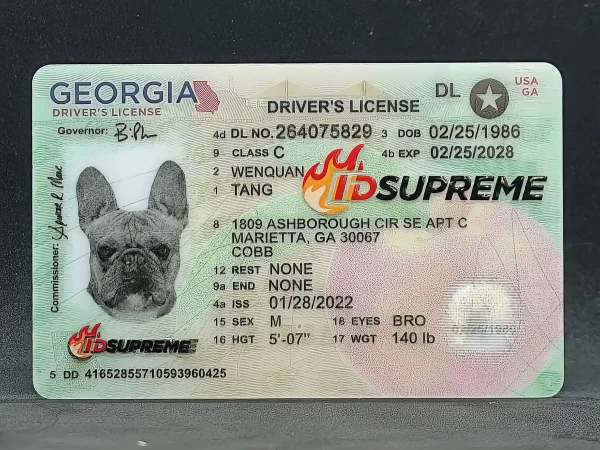 GEORGIA
DRIVER'S LICENSE
DRIVER'S LICENSE
DL
USA
GA
Governor:
4d DL NO. 264075829 3 DOB 02/25/1986
9 CLASS C 4b EXP 02/25/2028
2 WENQUAN
1 TANG
IDSUPREME
8 1809 ASHBOROUGH CIR SE APT C
MARIETTA, GA 30067
COBB
Commissioner:
12 REST NONE
9a END NONE
4a ISS 01/28/2022
15 SEX M 18 EYES BRO
16 HGT 5'-07" 17 WGT 140 lb
IDSUPREME
5 DD 41652855710593960425